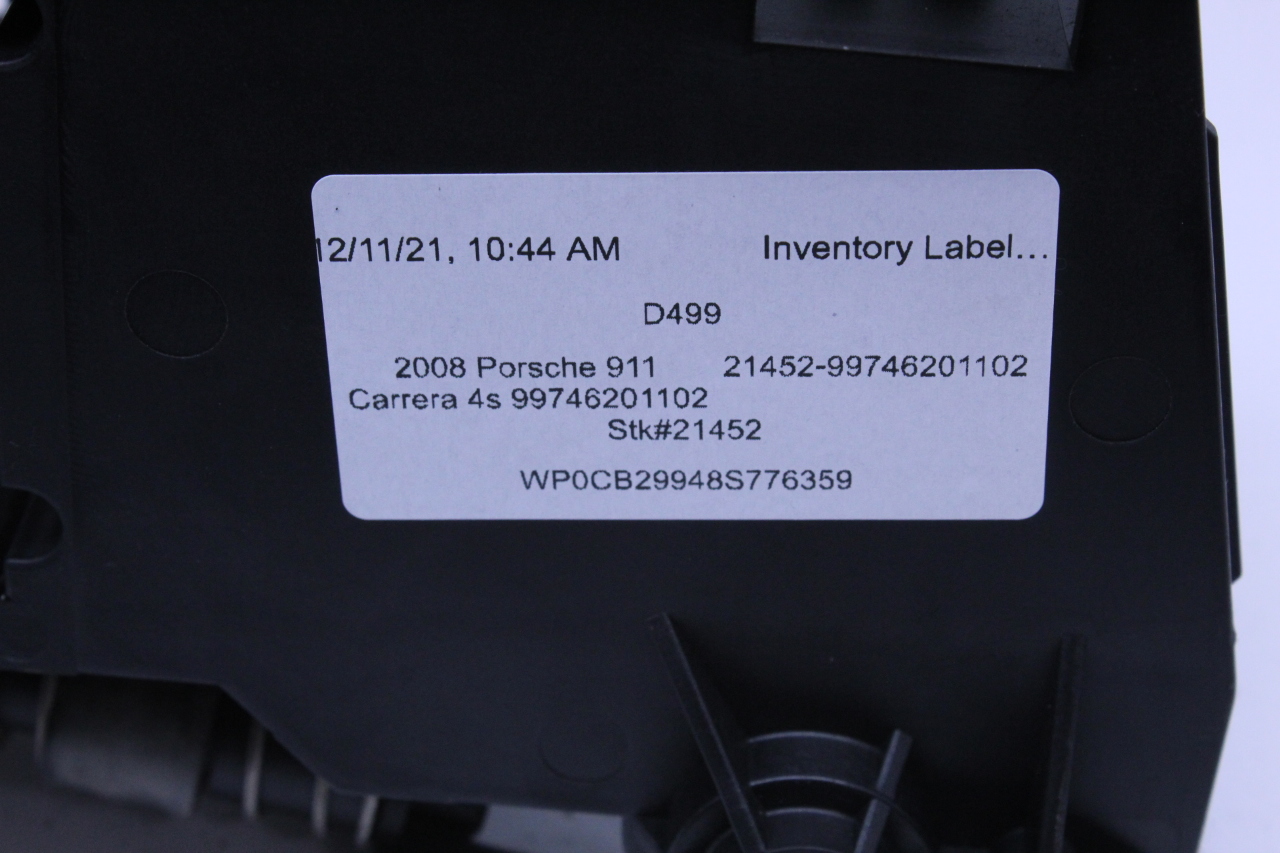 12/11/21, 10:44 AM Inventory Label...
D499
2008 Porsche 911 21452-99746201102
Carrera 4s 99746201102
Stk#21452
WP0CB29948S776359